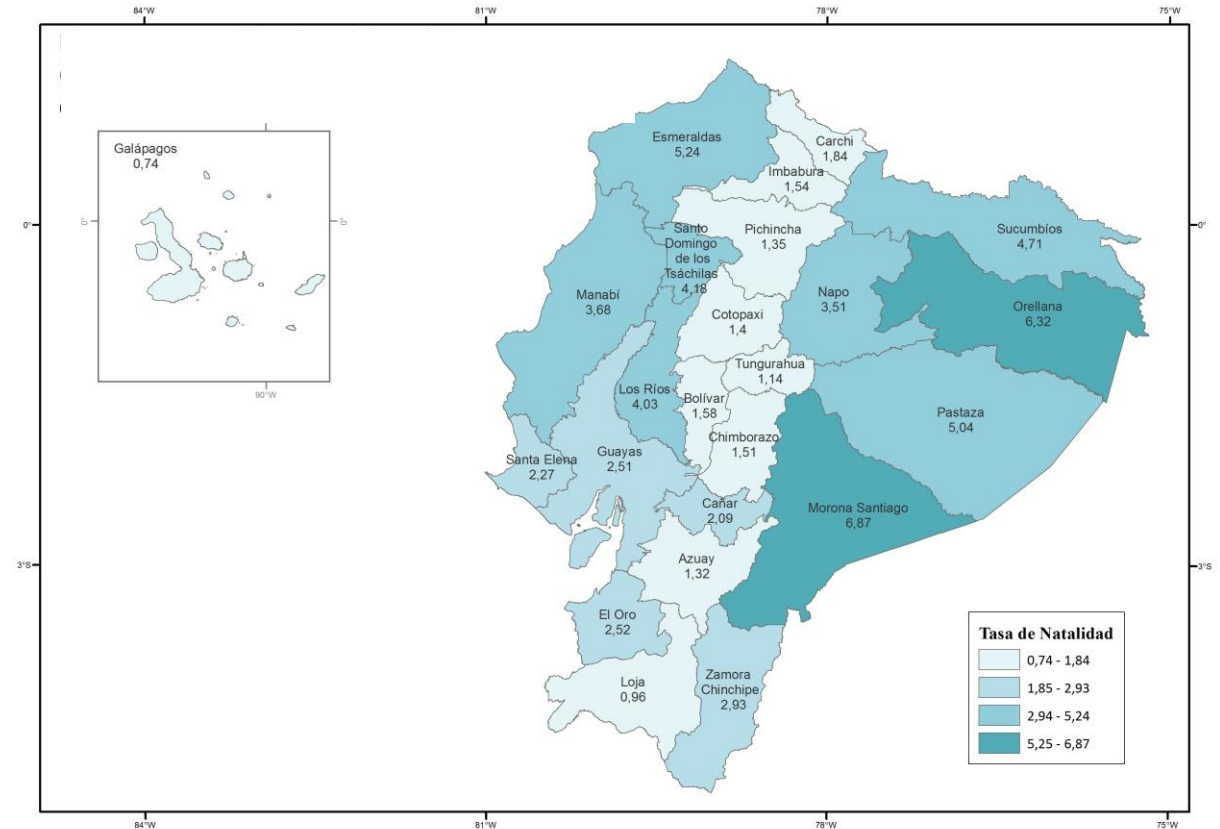 84°W
81°W
78°W
75°W
Galápagos
0,74
0°
0°
90°W
Esmeraldas
5,24
Carchi
1,84
Imbabura
1,54
0°
0°
Sucumbíos
4,71
Pichincha
1,35
Santo
Domingo
de los
Tsáchilas
4,18
Manabí
3,68
Napo
3,51
Orellana
6,32
Cotopaxi
1,4
Tungurahua
1,14
Los Ríos
4,03
Bolívar
1,58
Pastaza
5,04
Chimborazo
1,51
Santa Elena
2,27
Guayas
2,51
Cañar
2,09
Morona Santiago
6,87
Azuay
1,32
3°S
3°S
El Oro
2,52
Loja
0,96
Zamora
Chinchipe
2,93
Tasa de Natalidad
0,74 - 1,84
1,85 - 2,93
2,94 - 5,24
5,25 - 6,87
84°W
81°W
78°W
75°W